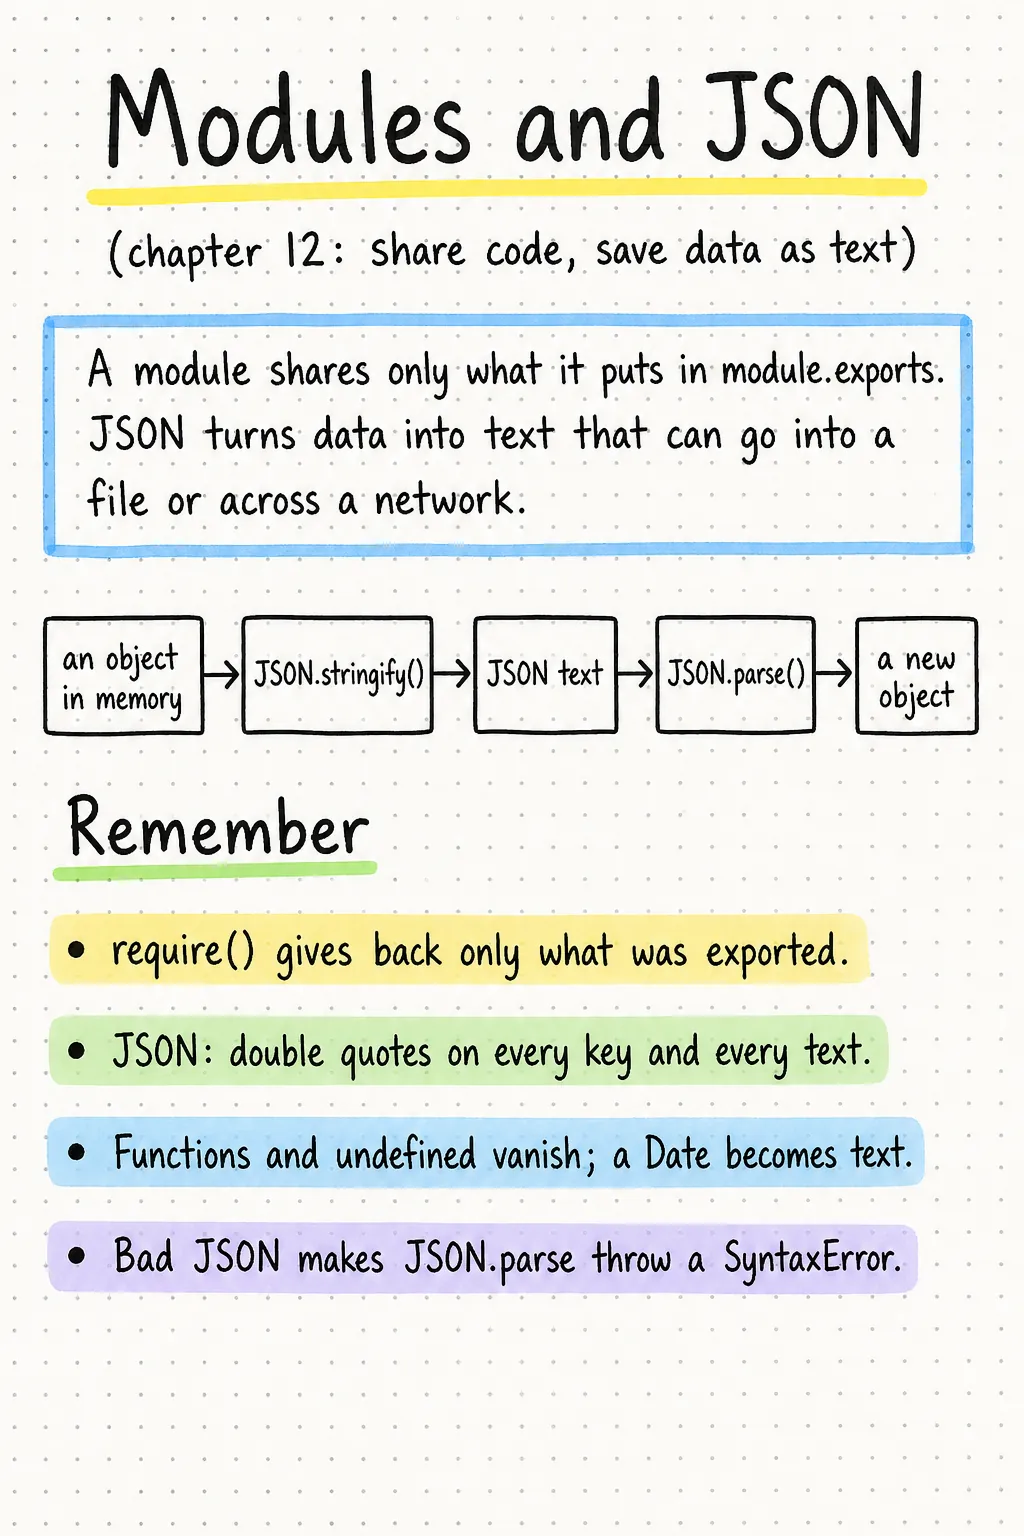 Modules and JSON
(chapter 12: share code, save data as text)
A module shares only what it puts in module.exports.
JSON turns data into text that can go into a
file or across a network.
an object
in memory
JSON.stringify()
JSON text
JSON.parse()
a new
object
Remember
• require() gives back only what was exported.
• JSON: double quotes on every key and every text.
• Functions and undefined vanish; a Date becomes text.
• Bad JSON makes JSON.parse throw a SyntaxError.